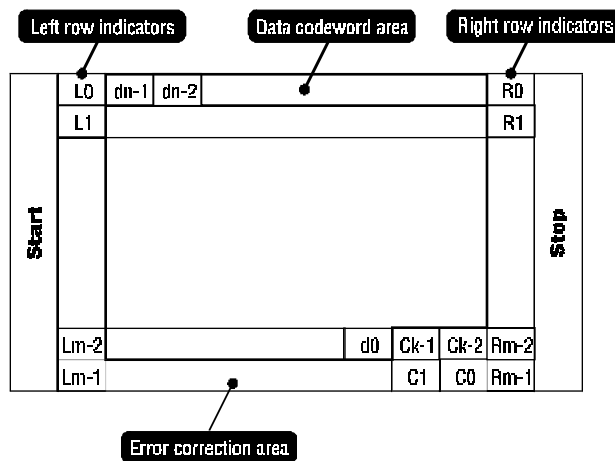 Left row indicators Data codeword area Right row indicators
L0 dn-1 dn-2 R0
L1 R1
Start
Stop
Lm-2 d0 Ck-1 Ck-2 Rm-2
Lm-1 C1 C0 Rm-1
Error correction area